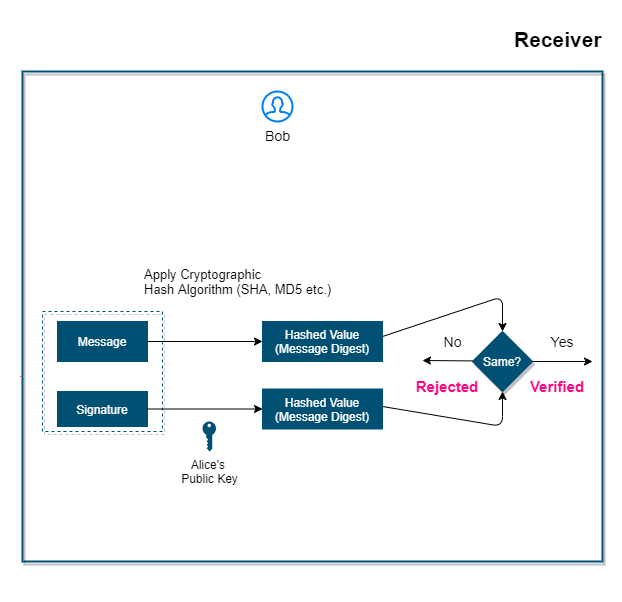 Receiver
Bob
Apply Cryptographic
Hash Algorithm (SHA, MD5 etc.)
Message
Hashed Value
(Message Digest)
No
Same?
Yes
Rejected
Verified
Signature
Hashed Value
(Message Digest)
Alice's
Public Key